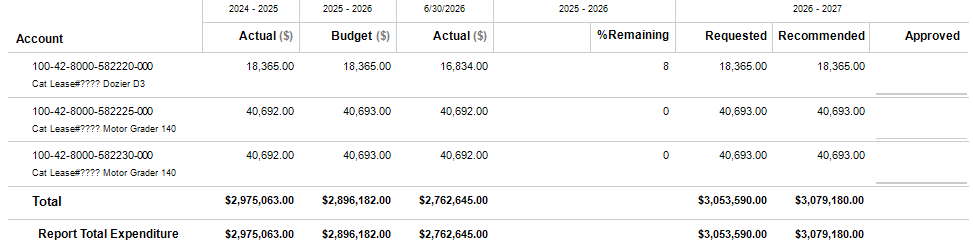 2024 - 2025 2025 - 2026 6/30/2026 2025 - 2026 2026 - 2027
Account Actual ($) Budget ($) Actual ($) %Remaining Requested Recommended Approved
100-42-8000-582220-000 18,365.00 18,365.00 16,834.00 8 18,365.00 18,365.00
Cat Lease#???? Dozier D3
100-42-8000-582225-000 40,692.00 40,693.00 40,692.00 0 40,693.00 40,693.00
Cat Lease#???? Motor Grader 140
100-42-8000-582230-000 40,692.00 40,693.00 40,692.00 0 40,693.00 40,693.00
Cat Lease#???? Motor Grader 140
Total $2,975,063.00 $2,896,182.00 $2,762,645.00 $3,053,590.00 $3,079,180.00
Report Total Expenditure $2,975,063.00 $2,896,182.00 $2,762,645.00 $3,053,590.00 $3,079,180.00